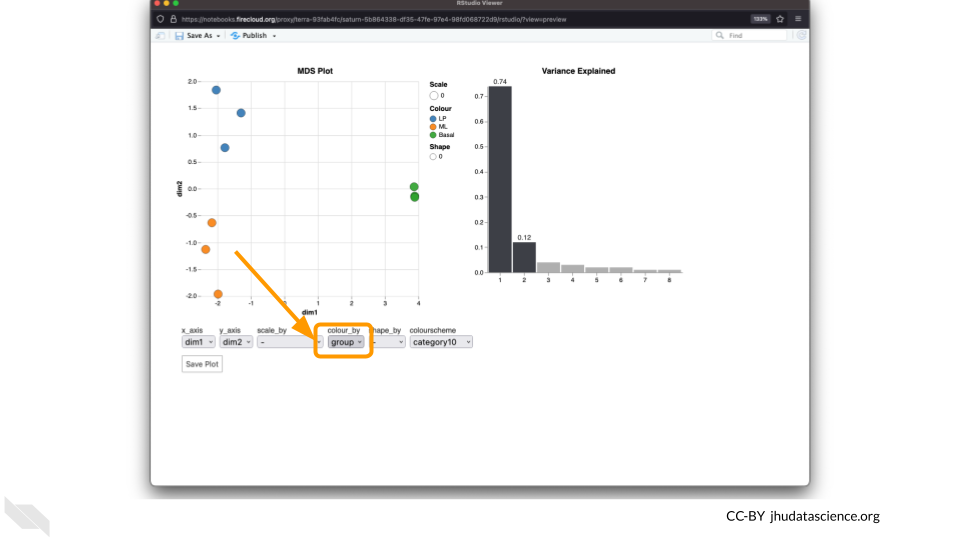 RStudio Viewer
https://notebooks.firecloud.org/proxy/terra-93fab4fc/saturn-5b864338-df35-47fe-97e4-98fd068722d9/rstudio/?view=preview
133%
Save As
Publish
Find
MDS Plot
2.0
1.5
1.0
0.5
0.0
-0.5
-1.0
-1.5
-2.0
dim2
-2 -1 1 2 3 4
dim1
Scale
0
Colour
LP
ML
Basal
Shape
0
Variance Explained
0.74
0.12
0.7
0.6
0.5
0.4
0.3
0.2
0.1
0.0
1 2 3 4 5 6 7 8
x_axis y_axis scale_by colour_by hape_by colourscheme
dim1 dim2 - group - category10
Save Plot
CC-BY jhudatascience.org